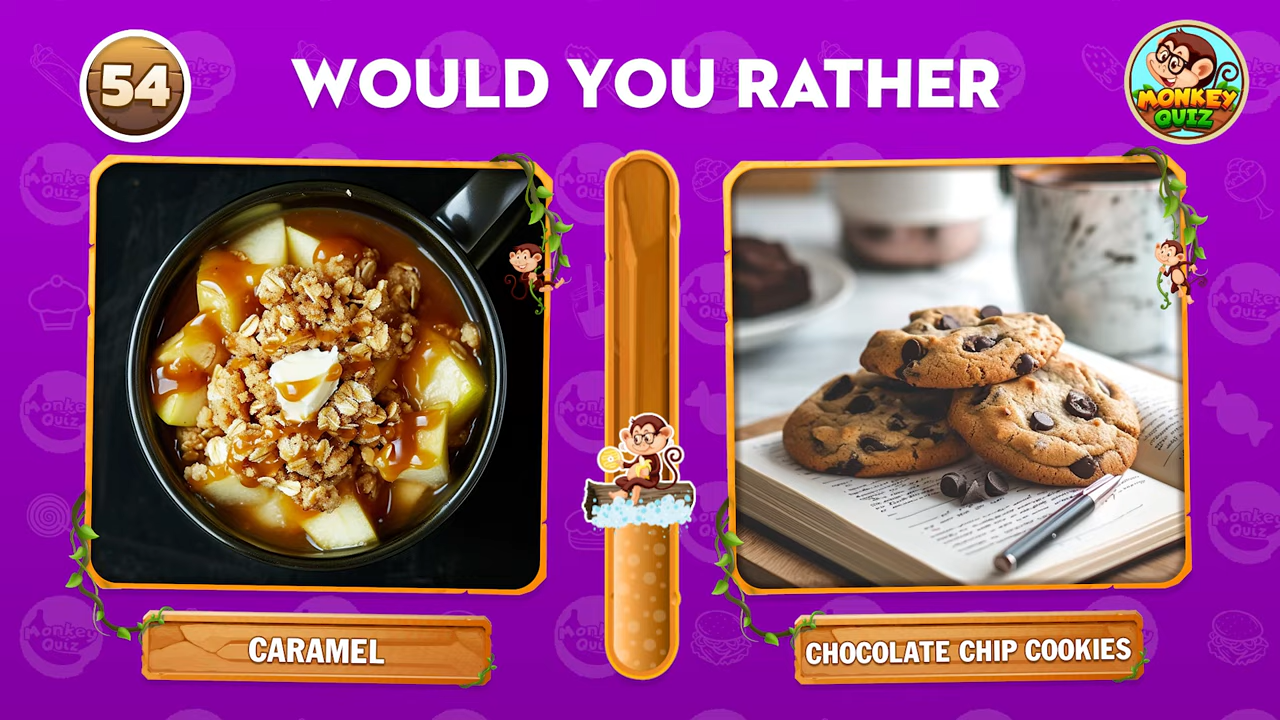 54
WOULD YOU RATHER
MONKEY
QUIZ
CARAMEL
CHOCOLATE CHIP COOKIES